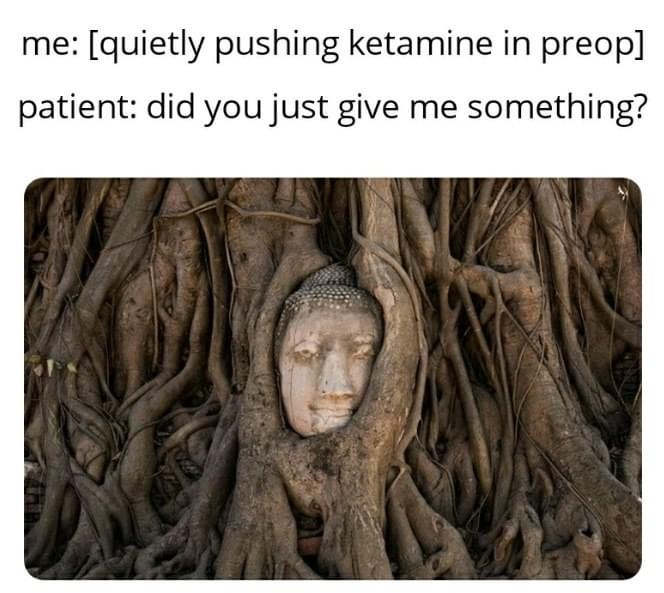 me: [quietly pushing ketamine in preop]
patient: did you just give me something?